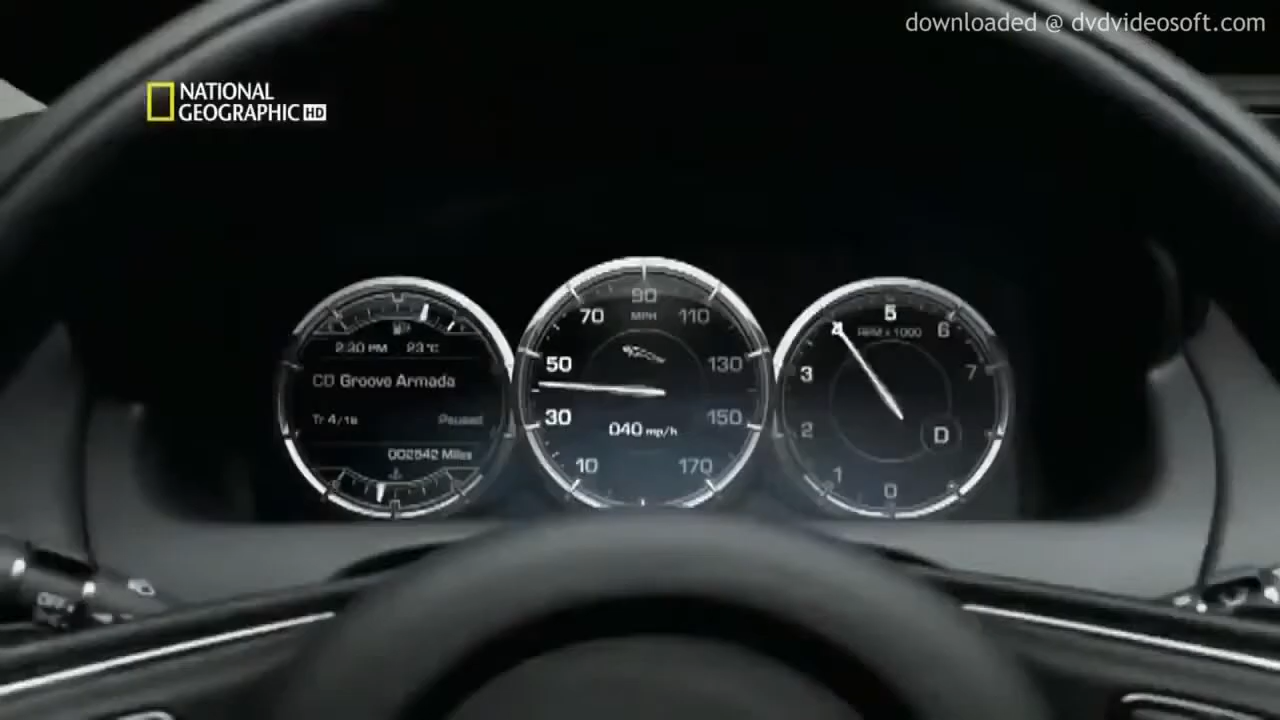 downloaded @ dvdvideosoft.com
NATIONAL
GEOGRAPHIC HD
2:30 PM 23°C
CD Groove Armada
Tr 4/18 Paused
002542 Miles
90
70 MPH 110
50 130
30 150
040 mp/h
10 170
5
4 RPM x 1000 6
3 7
2 D
1
0
OFF